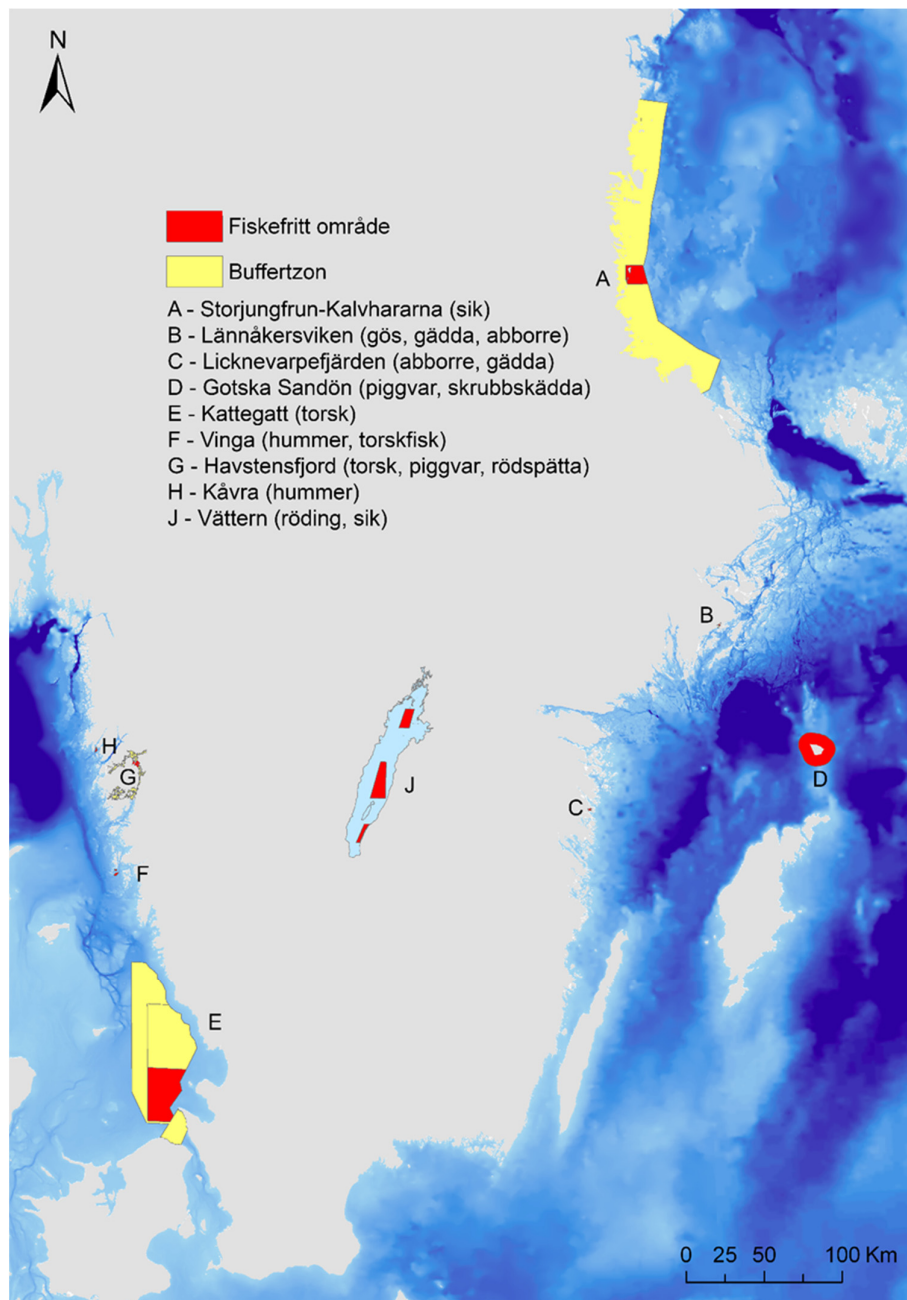 N
Fiskefritt område
Buffertzon
A - Storjungfrun-Kalvhararna (sik)
B - Lännåkersviken (gös, gädda, abborre)
C - Licknevarpefjärden (abborre, gädda)
D - Gotska Sandön (piggvar, skrubbskädda)
E - Kattegatt (torsk)
F - Vinga (hummer, torskfisk)
G - Havstensfjord (torsk, piggvar, rödspätta)
H - Kåvra (hummer)
J - Vättern (röding, sik)
A
B
H
G
J
D
C
F
E
0 25 50 100 Km